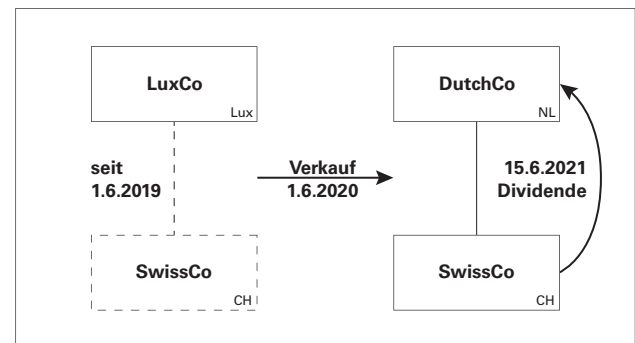 LuxCo
Lux
DutchCo
NL
seit
1.6.2019
Verkauf
1.6.2020
15.6.2021
Dividende
SwissCo
CH
SwissCo
CH